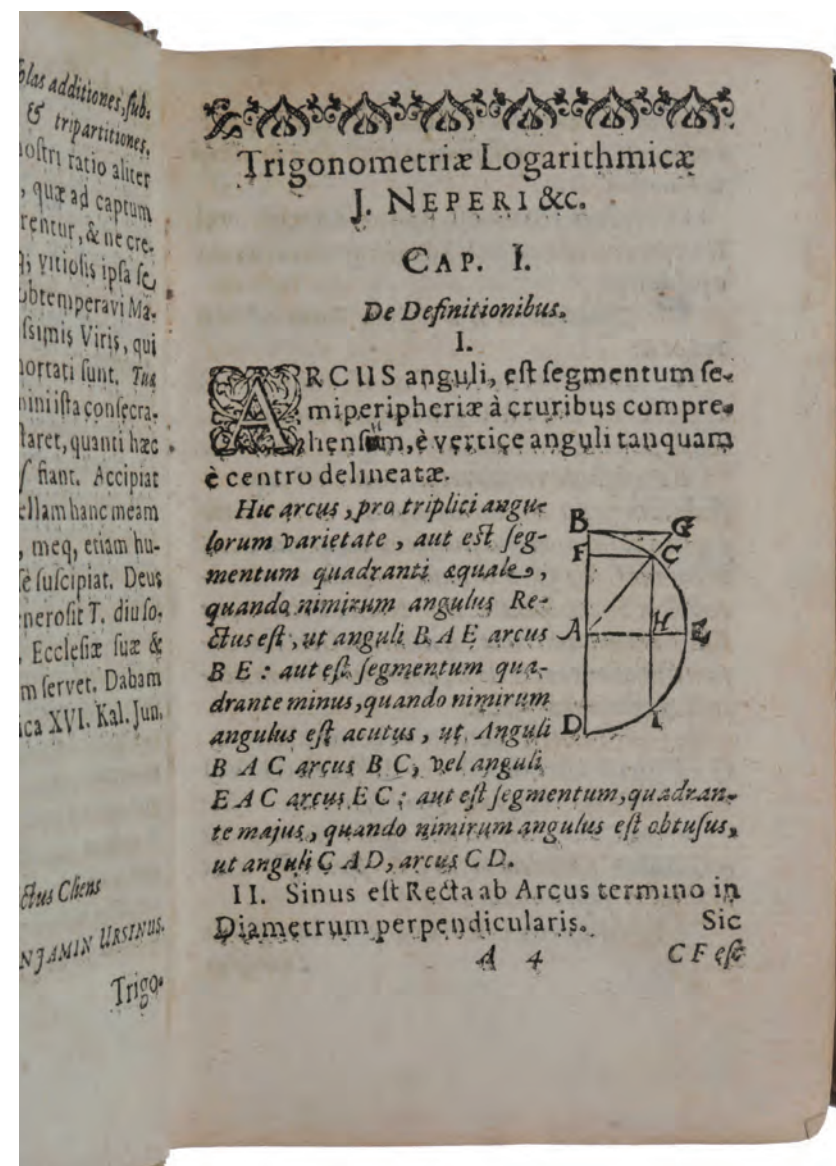 olas additiones, sub-
& tripartitiones.
nostri ratio aliter
, quæ ad captum
rentur, & ne cre-
q; vitiosis ipsa se
obtemperavi Ma-
ssimis Viris, qui
hortati sunt. Tua
mini ista consecra-
taret, quanti hæc
fiant. Accipiat
ellam hanc meam
, meq, etiam hu-
suscipiat. Deus
nerosit T. diu so-
, Ecclesiæ suæ &
m servet. Dabam
ica XVI. Kal. Jun.
ctus Cliens
NJAMIN URSINUS.
Trigo-
Trigonometriæ Logarithmicæ
J. NEPERI &c.
CAP. I.
De Definitionibus.
I.
ARCUS anguli, est segmentum se-
miperipheriæ à cruribus compre-
hensum, è vertice anguli tanquam
è centro delineatæ.
Hic arcus, pro triplici angu-
lorum varietate, aut est seg-
mentum quadranti æquale,
quando nimirum angulus Re-
ctus est, ut anguli B A E arcus
B E : aut est segmentum qua-
drante minus, quando nimirum
angulus est acutus, ut Anguli
B A C arcus B C, vel anguli
E A C arcus E C ; aut est segmentum, quadran-
te majus, quando nimirum angulus est obtusus,
ut anguli C A D, arcus C D.
B G
F C
A H E
D I
II. Sinus est Recta ab Arcus termino in
Diametrum perpendicularis. Sic
A 4 C F est